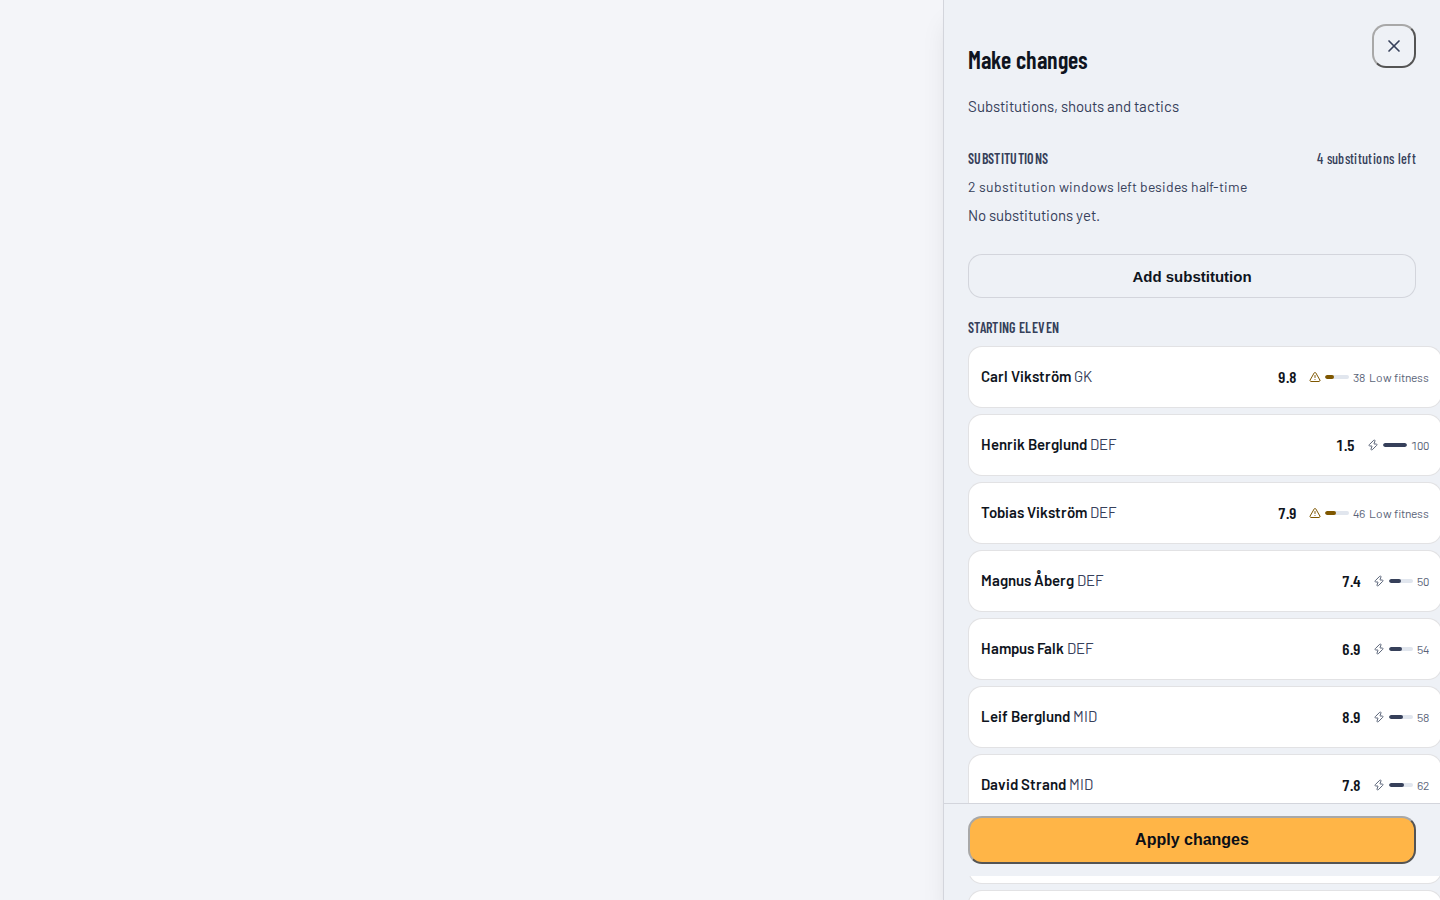 Make changes
Substitutions, shouts and tactics
SUBSTITUTIONS 4 substitutions left
2 substitution windows left besides half-time
No substitutions yet.
Add substitution
STARTING ELEVEN
Carl Vikström GK 9.8 38 Low fitness
Henrik Berglund DEF 1.5 100
Tobias Vikström DEF 7.9 46 Low fitness
Magnus Åberg DEF 7.4 50
Hampus Falk DEF 6.9 54
Leif Berglund MID 8.9 58
David Strand MID 7.8 62
Apply changes